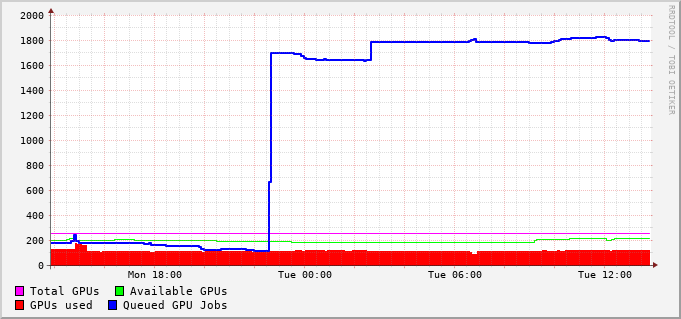 2000
1800
1600
1400
1200
1000
800
600
400
200
0
Mon 18:00 Tue 00:00 Tue 06:00 Tue 12:00
Total GPUs Available GPUs
GPUs used Queued GPU Jobs
RRDTOOL / TOBI OETIKER